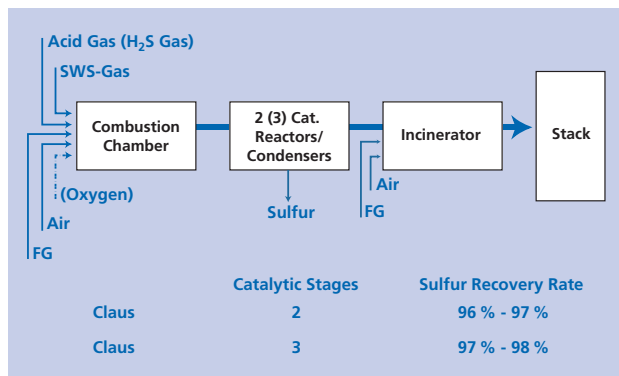 Acid Gas (H₂S Gas)
SWS-Gas
Combustion
Chamber
2 (3) Cat.
Reactors/
Condensers
Incinerator
Stack
(Oxygen)
Air
FG
Sulfur
Air
FG
Catalytic Stages Sulfur Recovery Rate
Claus 2 96 % - 97 %
Claus 3 97 % - 98 %